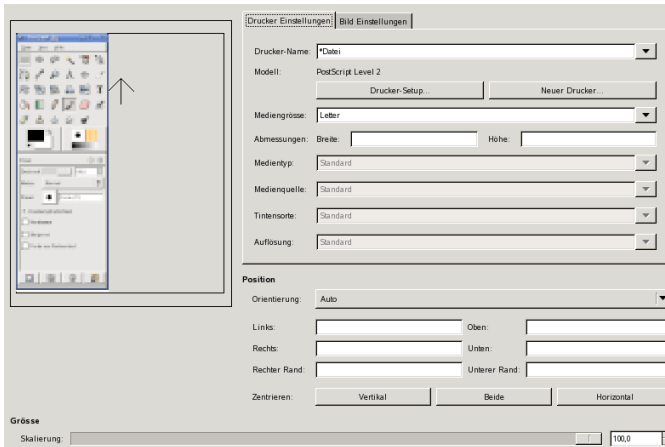 Drucker Einstellungen Bild Einstellungen
Drucker-Name: *Datei
Modell: PostScript Level 2
Drucker-Setup... Neuer Drucker...
Mediengrösse: Letter
Abmessungen: Breite: Höhe:
Medientyp: Standard
Medienquelle: Standard
Tintensorte: Standard
Auflösung: Standard
Position
Orientierung: Auto
Links: Oben:
Rechts: Unten:
Rechter Rand: Unterer Rand:
Zentrieren: Vertikal Beide Horizontal
Grösse
Skalierung: 100,0